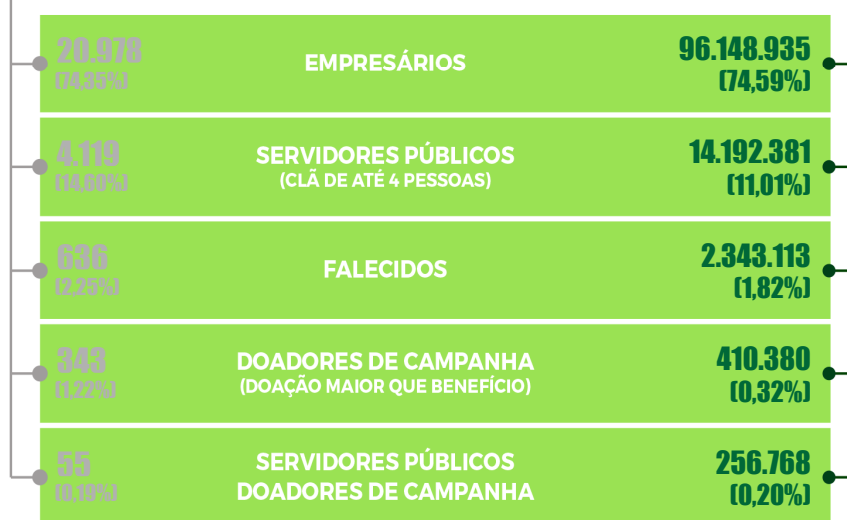 20.978
(74,35%)
EMPRESÁRIOS
96.148.935
(74,59%)
4.119
(14,60%)
SERVIDORES PÚBLICOS
(CLÃ DE ATÉ 4 PESSOAS)
14.192.381
(11,01%)
636
(2,25%)
FALECIDOS
2.343.113
(1,82%)
343
(1,22%)
DOADORES DE CAMPANHA
(DOAÇÃO MAIOR QUE BENEFÍCIO)
410.380
(0,32%)
55
(0,19%)
SERVIDORES PÚBLICOS
DOADORES DE CAMPANHA
256.768
(0,20%)